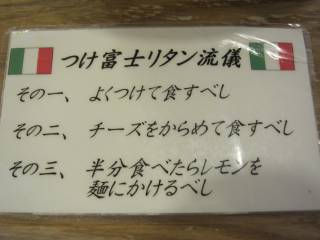 つけ富士リタン流儀
その一、 よくつけて食すべし
その二、 チーズをからめて食すべし
その三、 半分食べたらレモンを
麺にかけるべし